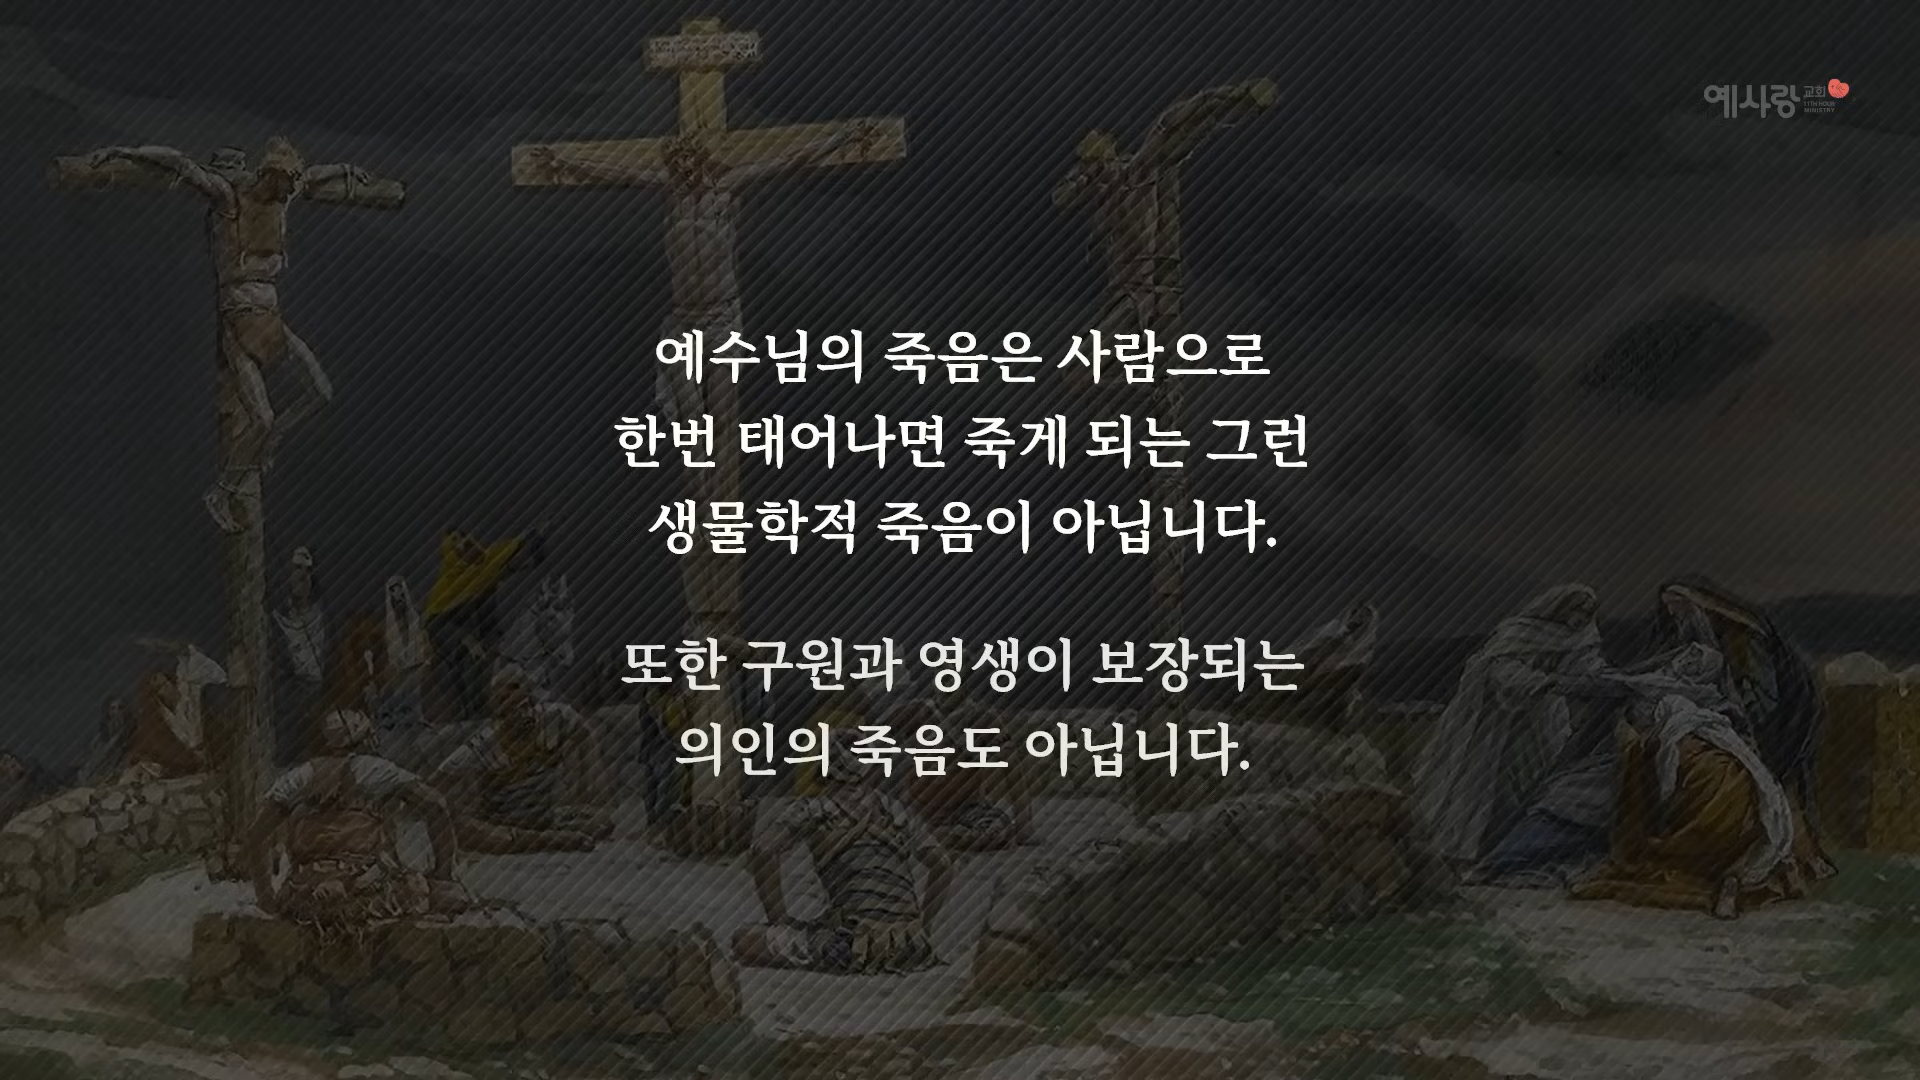 예사랑 교회
11TH HOUR
MINISTRY
예수님의 죽음은 사람으로
한번 태어나면 죽게 되는 그런
생물학적 죽음이 아닙니다.
또한 구원과 영생이 보장되는
의인의 죽음도 아닙니다.